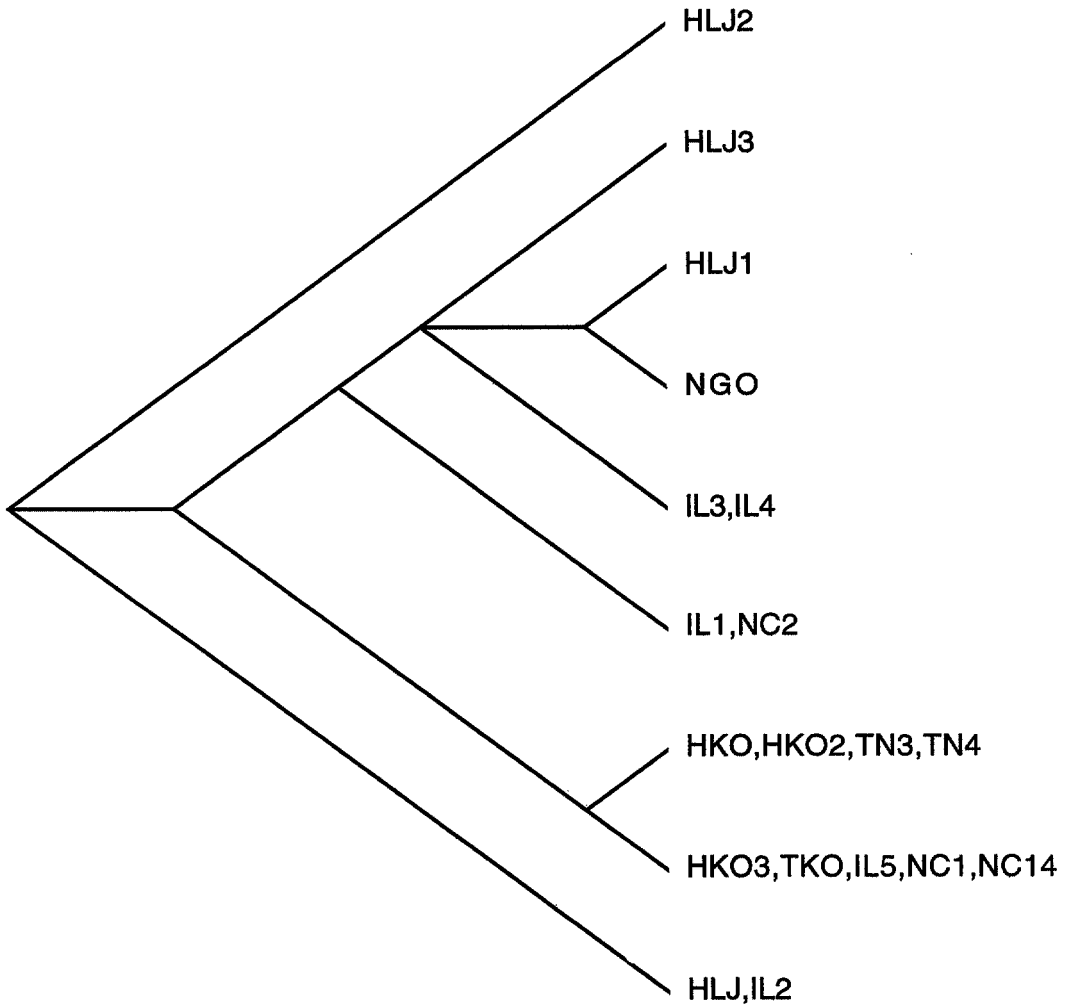 HLJ2
HLJ3
HLJ1
NGO
IL3,IL4
IL1,NC2
HKO,HKO2,TN3,TN4
HKO3,TKO,IL5,NC1,NC14
HLJ,IL2